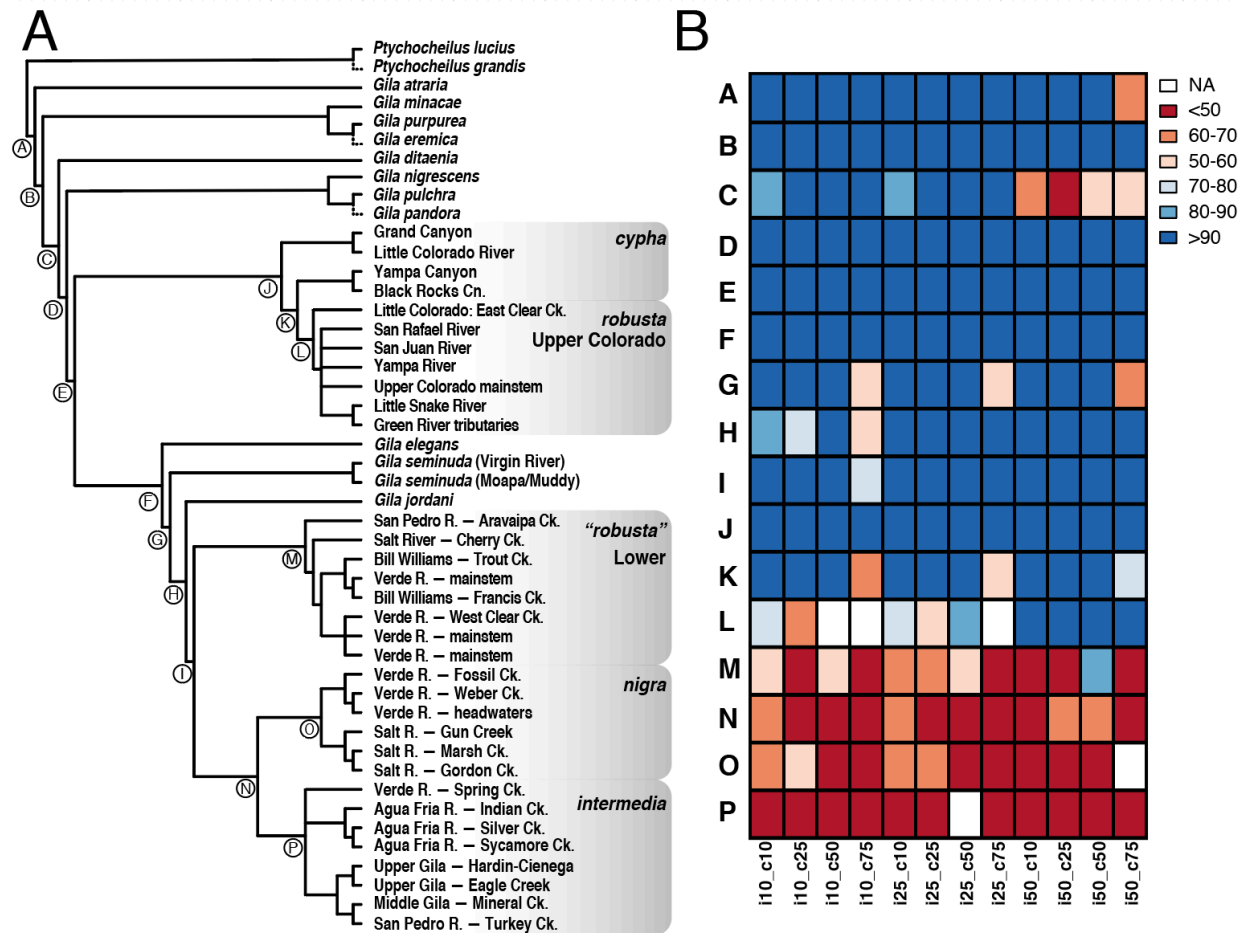 A
Ptychocheilus lucius
Ptychocheilus grandis
Gila atraria
Gila minacae
Gila purpurea
Gila eremica
Gila ditaenia
Gila nigrescens
Gila pulchra
Gila pandora
Grand Canyon
Little Colorado River
Yampa Canyon
Black Rocks Cn.
cypha
Little Colorado: East Clear Ck.
San Rafael River
San Juan River
Yampa River
Upper Colorado mainstem
Little Snake River
Green River tributaries
robusta
Upper Colorado
Gila elegans
Gila seminuda (Virgin River)
Gila seminuda (Moapa/Muddy)
Gila jordani
San Pedro R. – Aravaipa Ck.
Salt River – Cherry Ck.
Bill Williams – Trout Ck.
Verde R. – mainstem
Bill Williams – Francis Ck.
Verde R. – West Clear Ck.
Verde R. – mainstem
Verde R. – mainstem
“robusta”
Lower
Verde R. – Fossil Ck.
Verde R. – Weber Ck.
Verde R. – headwaters
Salt R. – Gun Creek
Salt R. – Marsh Ck.
Salt R. – Gordon Ck.
nigra
Verde R. – Spring Ck.
Agua Fria R. – Indian Ck.
Agua Fria R. – Silver Ck.
Agua Fria R. – Sycamore Ck.
Upper Gila – Hardin-Cienega
Upper Gila – Eagle Creek
Middle Gila – Mineral Ck.
San Pedro R. – Turkey Ck.
intermedia
A
B
C
D
E
J
K
L
F
G
H
M
I
O
N
P
B
A
B
C
D
E
F
G
H
I
J
K
L
M
N
O
P
i10_c10
i10_c25
i10_c50
i10_c75
i25_c10
i25_c25
i25_c50
i25_c75
i50_c10
i50_c25
i50_c50
i50_c75
NA
<50
60-70
50-60
70-80
80-90
>90